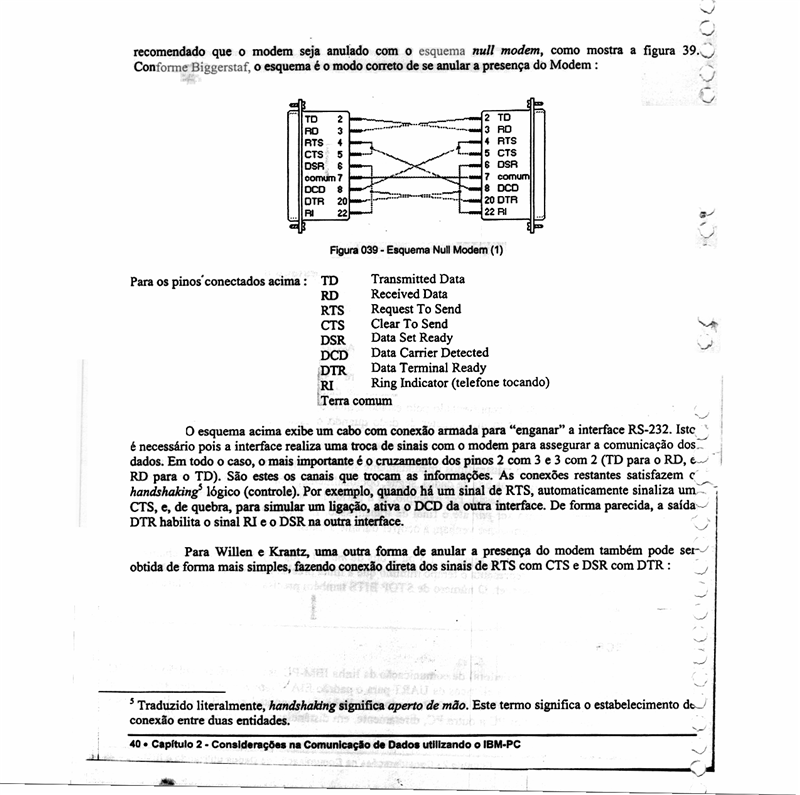 recomendado que o modem seja anulado com o esquema null modem, como mostra a figura 39.
Conforme Biggerstaf, o esquema é o modo correto de se anular a presença do Modem :
TD 2 2 TD
RD 3 3 RD
RTS 4 4 RTS
CTS 5 5 CTS
DSR 6 6 DSR
comum 7 7 comum
DCD 8 8 DCD
DTR 20 20 DTR
RI 22 22 RI
Figura 039 - Esquema Null Modem (1)
Para os pinos conectados acima : TD Transmitted Data
RD Received Data
RTS Request To Send
CTS Clear To Send
DSR Data Set Ready
DCD Data Carrier Detected
DTR Data Terminal Ready
RI Ring Indicator (telefone tocando)
Terra comum
O esquema acima exibe um cabo com conexão armada para “enganar” a interface RS-232. Isto
é necessário pois a interface realiza uma troca de sinais com o modem para assegurar a comunicação dos
dados. Em todo o caso, o mais importante é o cruzamento dos pinos 2 com 3 e 3 com 2 (TD para o RD, e
RD para o TD). São estes os canais que trocam as informações. As conexões restantes satisfazem o
handshaking⁵ lógico (controle). Por exemplo, quando há um sinal de RTS, automaticamente sinaliza um
CTS, e, de quebra, para simular um ligação, ativa o DCD da outra interface. De forma parecida, a saída
DTR habilita o sinal RI e o DSR na outra interface.
Para Willen e Krantz, uma outra forma de anular a presença do modem também pode ser
obtida de forma mais simples, fazendo conexão direta dos sinais de RTS com CTS e DSR com DTR :
⁵ Traduzido literalmente, handshaking significa aperto de mão. Este termo significa o estabelecimento de
conexão entre duas entidades.
40 • Capítulo 2 - Considerações na Comunicação de Dados utilizando o IBM-PC